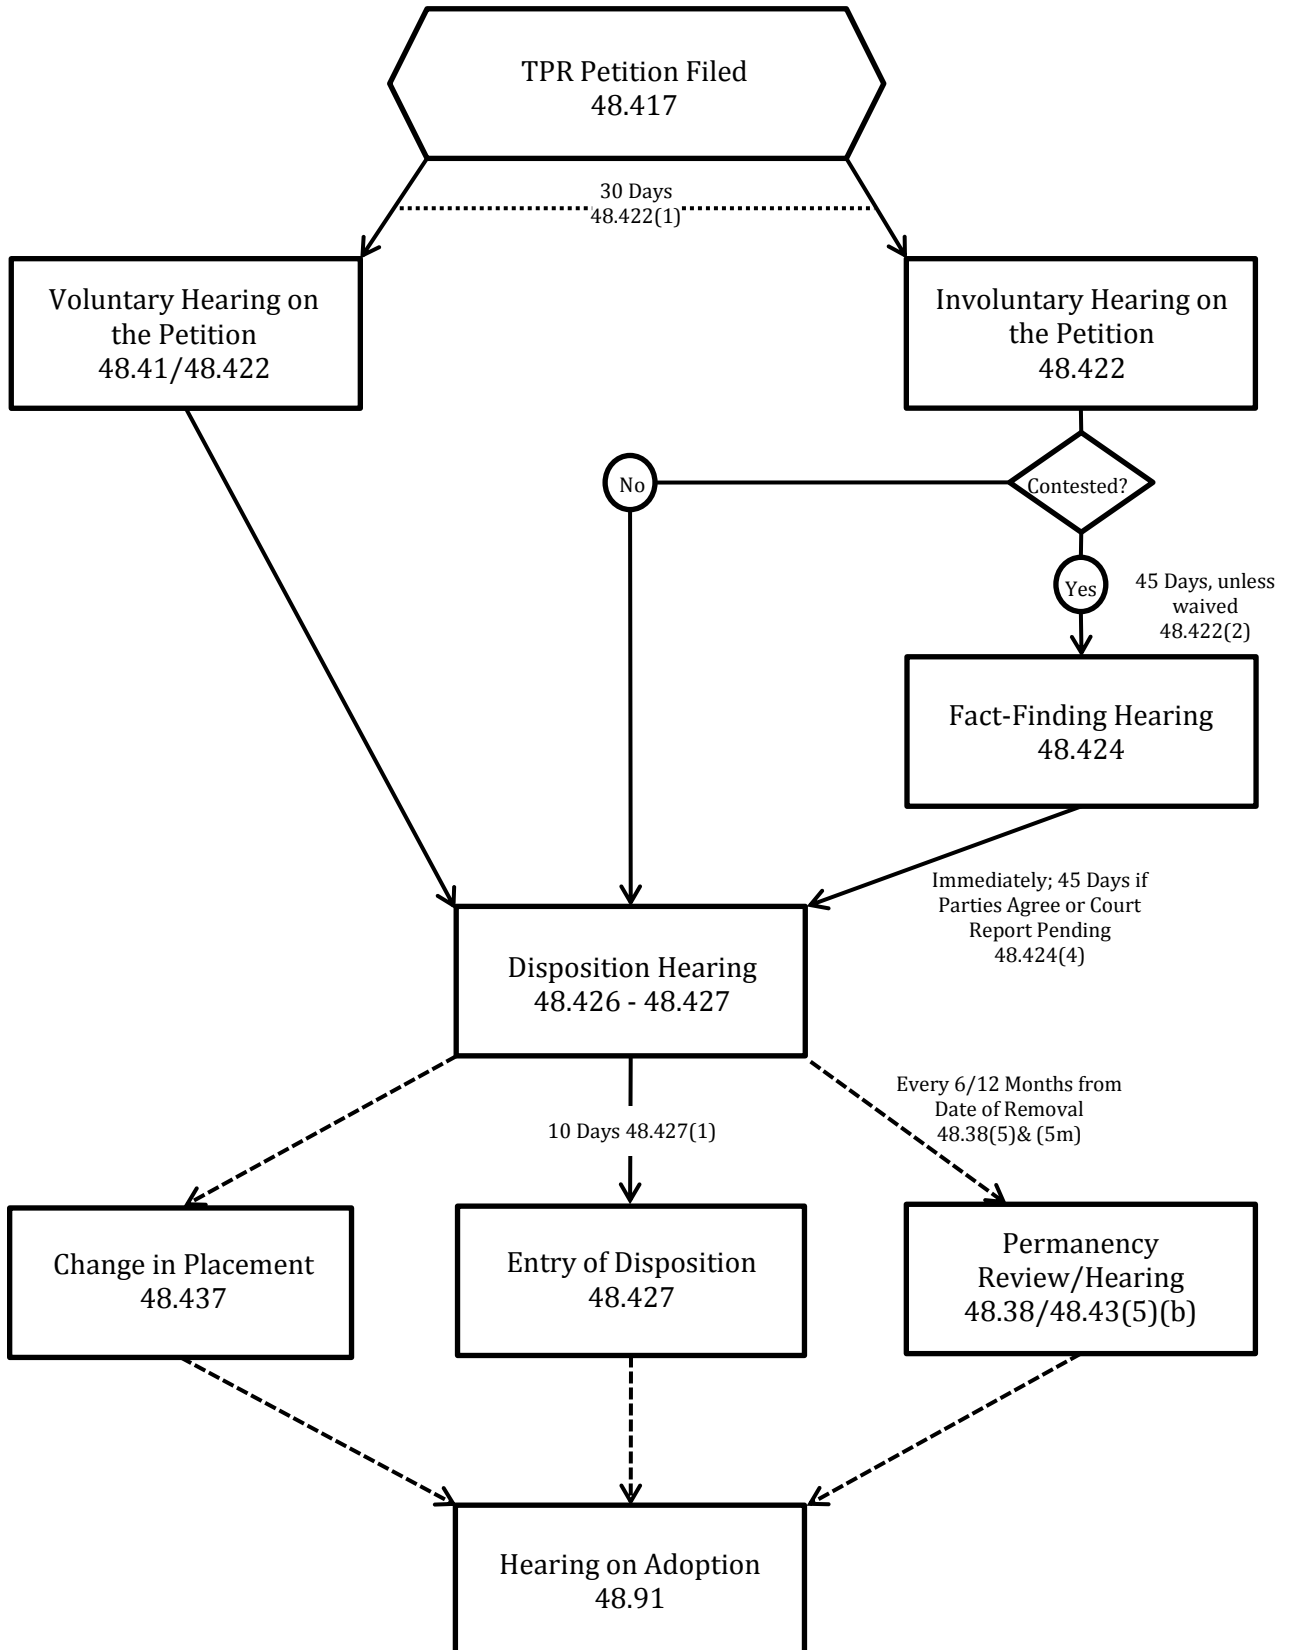 TPR Petition Filed
48.417
30 Days
48.422(1)
Voluntary Hearing on
the Petition
48.41/48.422
Involuntary Hearing on
the Petition
48.422
No
Contested?
Yes
45 Days, unless
waived
48.422(2)
Fact-Finding Hearing
48.424
Immediately; 45 Days if
Parties Agree or Court
Report Pending
48.424(4)
Disposition Hearing
48.426 - 48.427
Every 6/12 Months from
Date of Removal
48.38(5)& (5m)
10 Days 48.427(1)
Change in Placement
48.437
Entry of Disposition
48.427
Permanency
Review/Hearing
48.38/48.43(5)(b)
Hearing on Adoption
48.91